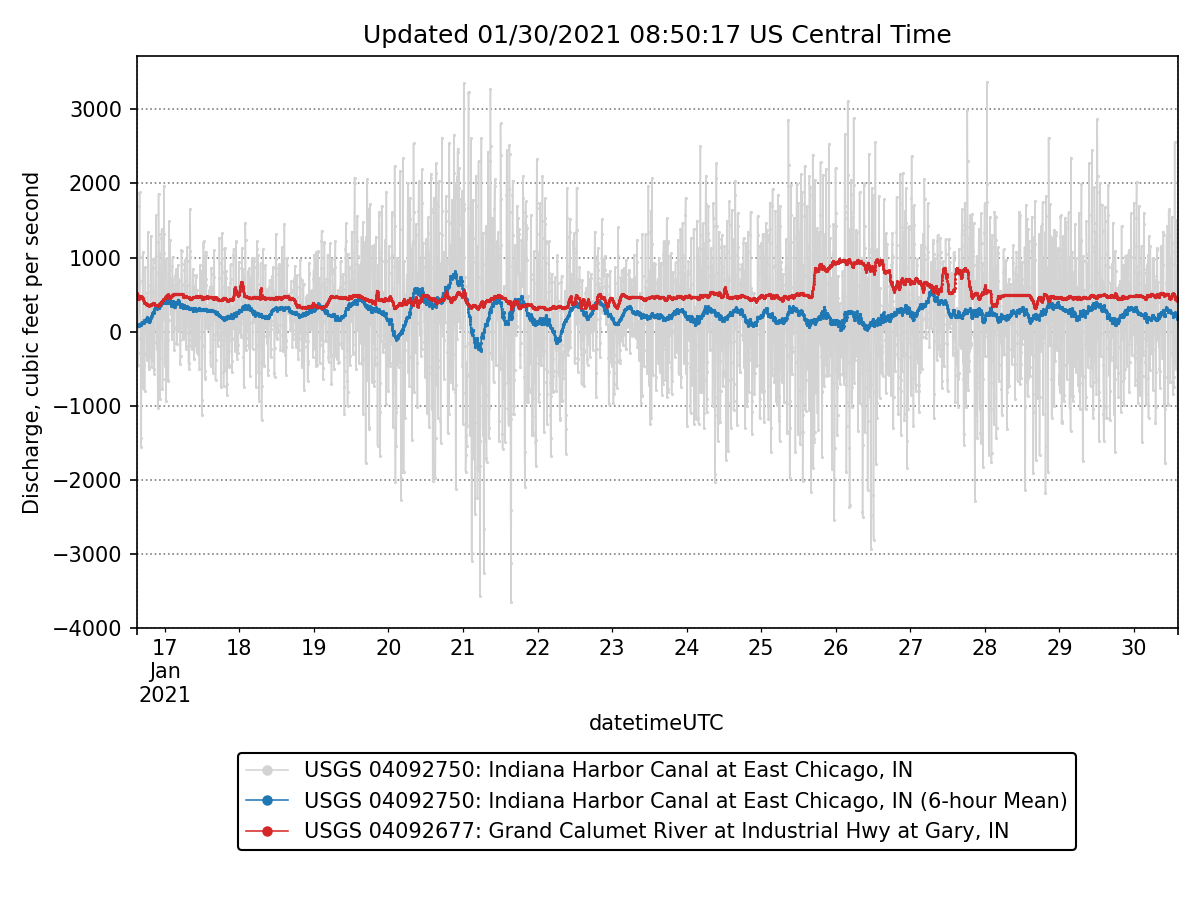 Updated 01/30/2021 08:50:17 US Central Time
Discharge, cubic feet per second
3000
2000
1000
0
−1000
−2000
−3000
−4000
17 18 19 20 21 22 23 24 25 26 27 28 29 30
Jan
2021
datetimeUTC
USGS 04092750: Indiana Harbor Canal at East Chicago, IN
USGS 04092750: Indiana Harbor Canal at East Chicago, IN (6-hour Mean)
USGS 04092677: Grand Calumet River at Industrial Hwy at Gary, IN